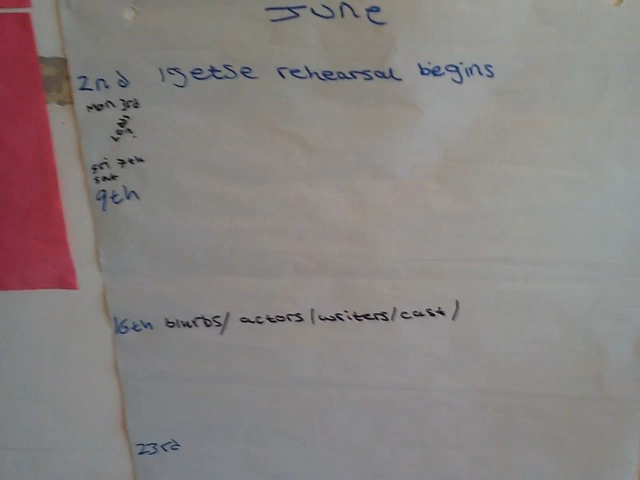 June
2nd Igetse rehearsal begins
Mon 3rd
fri 7th
sat
9th
16th blurbs/ actors/writers/cast/
23rd